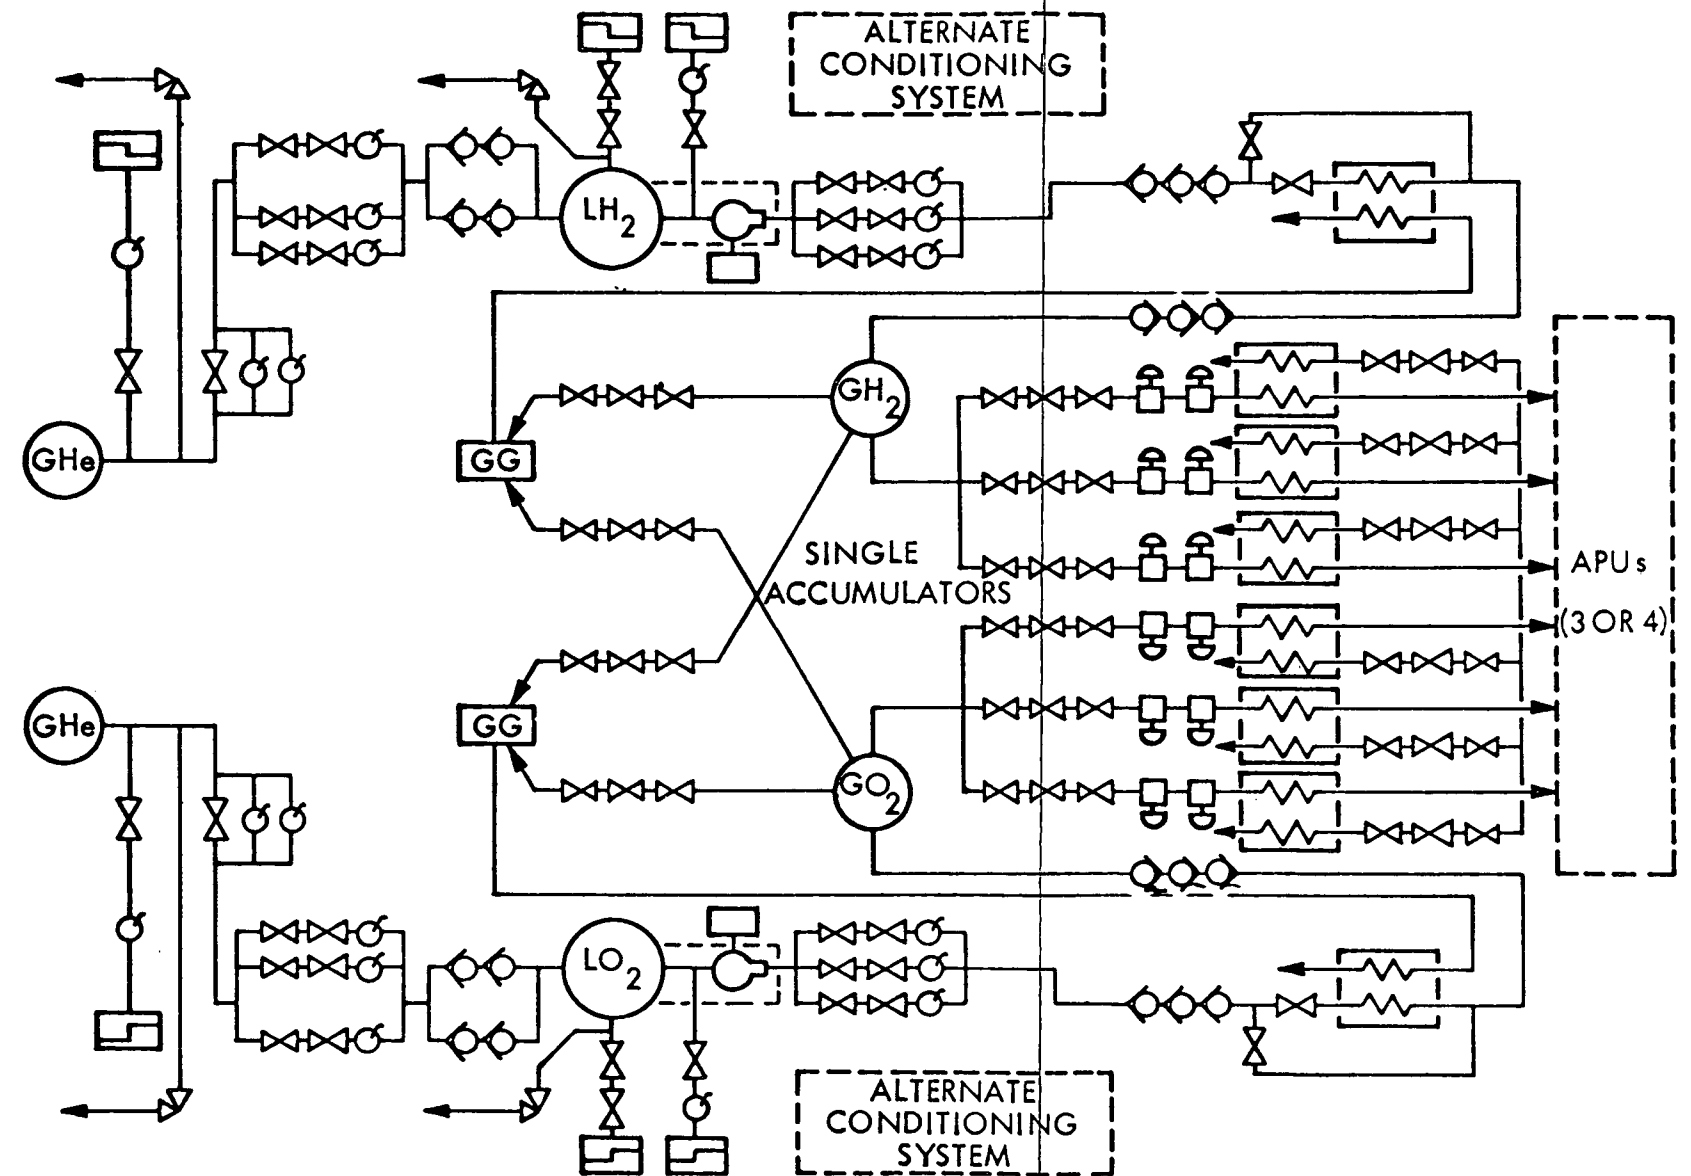 ALTERNATE
CONDITIONING
SYSTEM
LH2
GH2
GHe
GG
SINGLE
ACCUMULATORS
APUs
(3 OR 4)
GHe
GG
GO2
LO2
ALTERNATE
CONDITIONING
SYSTEM